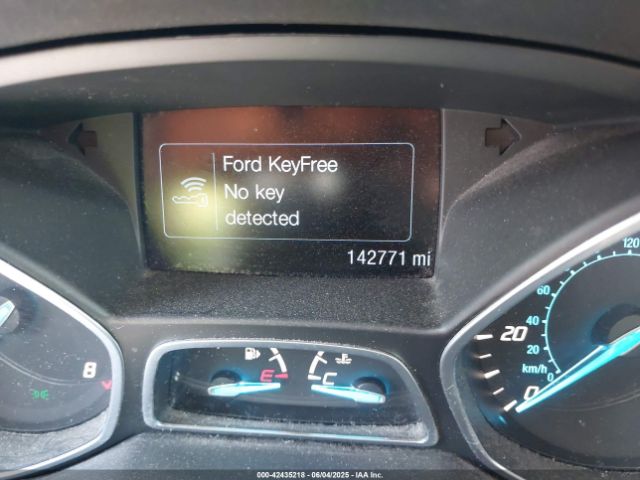 Ford KeyFree
No key
detected
142771 mi
120
60
40
20
20
km/h
0
0
8
E
C
000-42435218 - 06/04/2025 - IAA Inc.